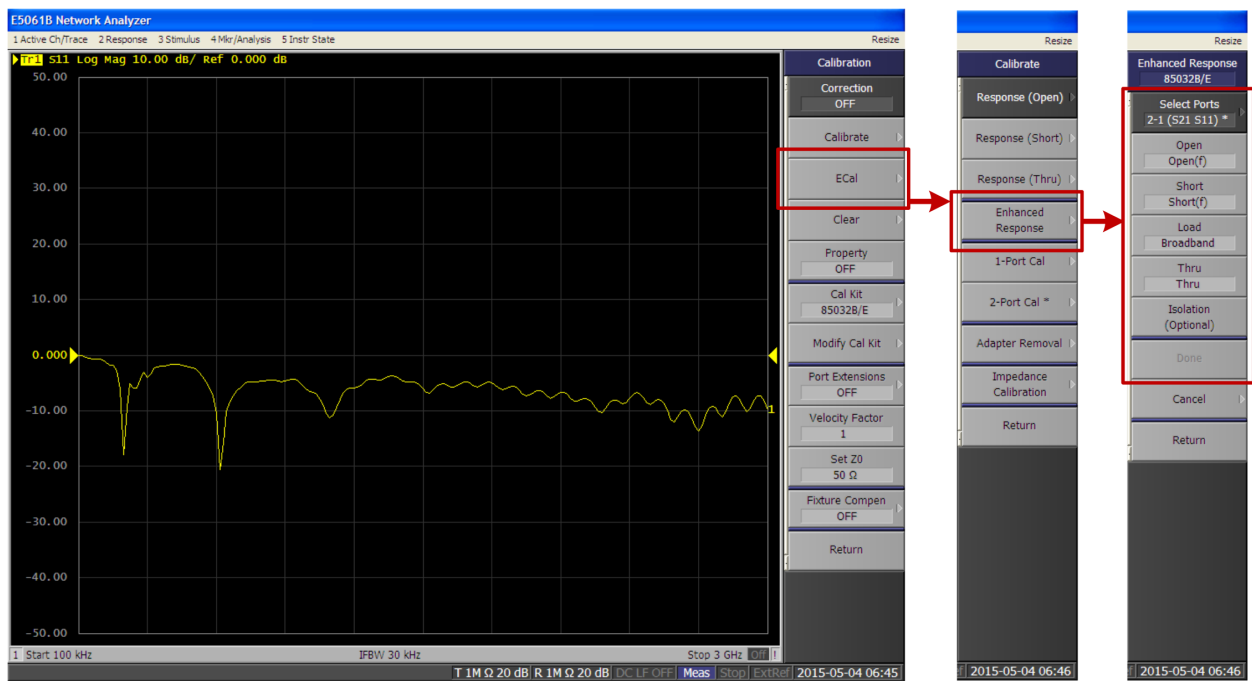 E5061B Network Analyzer
1 Active Ch/Trace 2 Response 3 Stimulus 4 Mkr/Analysis 5 Instr State
Resize
Tr1 S11 Log Mag 10.00 dB/ Ref 0.000 dB
50.00
40.00
30.00
20.00
10.00
0.000
-10.00
-20.00
-30.00
-40.00
-50.00
1
1 Start 100 kHz
IFBW 30 kHz
Stop 3 GHz Off !
T 1M Ω 20 dB R 1M Ω 20 dB DC LF OFF Meas Stop ExtRef 2015-05-04 06:45
Calibration
Correction
OFF
Calibrate
ECal
Clear
Property
OFF
Cal Kit
85032B/E
Modify Cal Kit
Port Extensions
OFF
Velocity Factor
1
Set Z0
50 Ω
Fixture Compen
OFF
Return
Resize
Calibrate
Response (Open)
Response (Short)
Response (Thru)
Enhanced
Response
1-Port Cal
2-Port Cal *
Adapter Removal
Impedance
Calibration
Return
f 2015-05-04 06:46
Resize
Enhanced Response
85032B/E
Select Ports
2-1 (S21 S11) *
Open
Open(f)
Short
Short(f)
Load
Broadband
Thru
Thru
Isolation
(Optional)
Done
Cancel
Return
f 2015-05-04 06:46